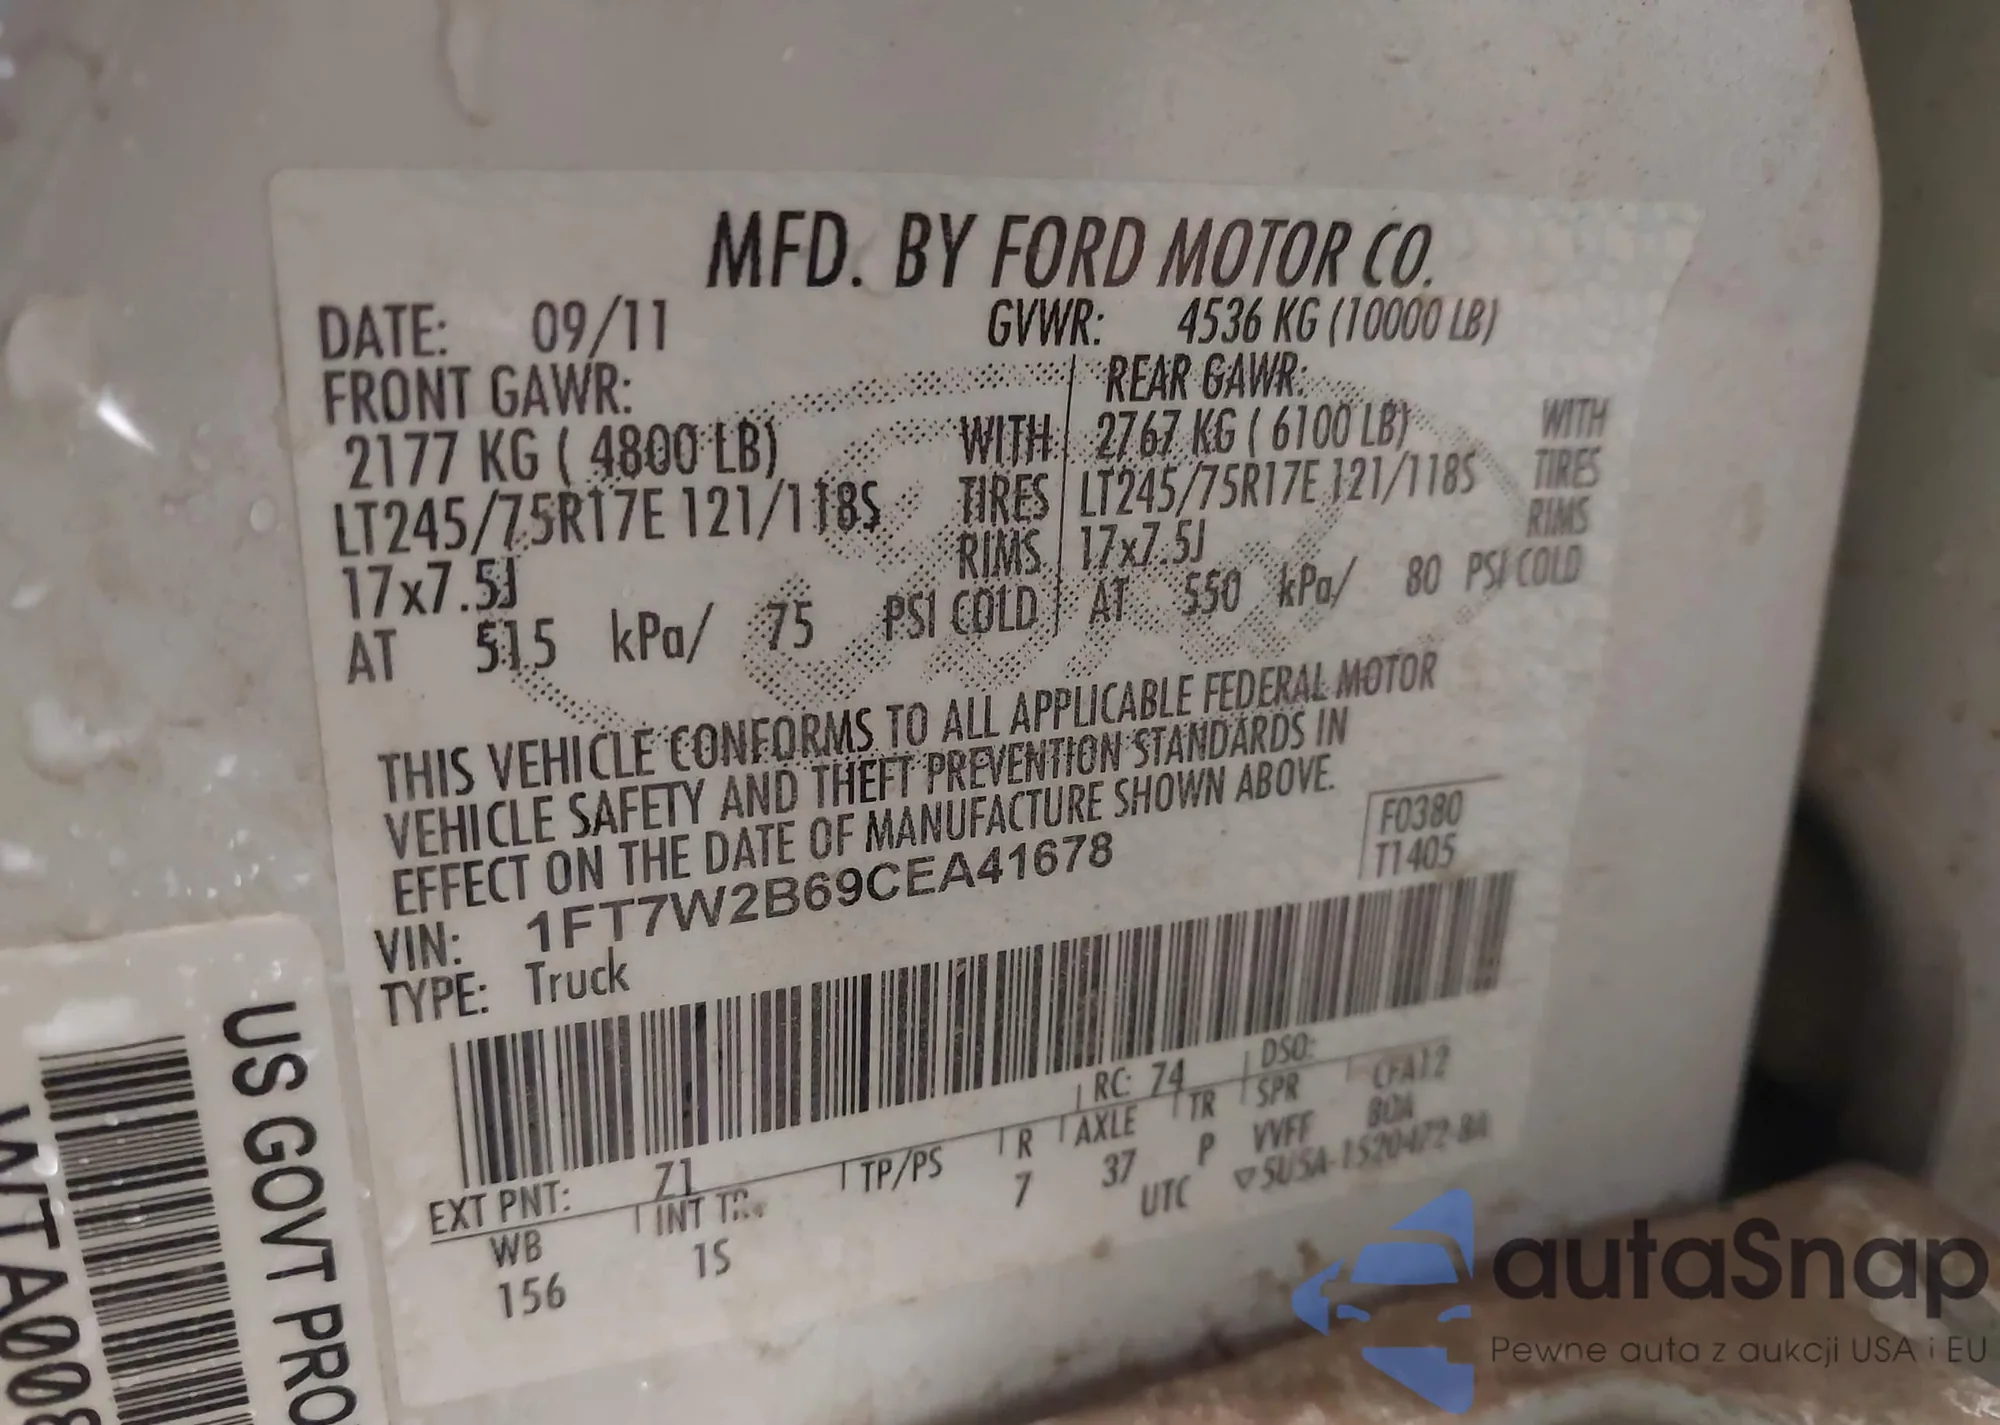 MFD. BY FORD MOTOR CO.
DATE: 09/11 GVWR: 4536 KG (10000 LB)
FRONT GAWR: REAR GAWR:
2177 KG ( 4800 LB) WITH 2767 KG ( 6100 LB) WITH
LT245/75R17E 121/118S TIRES LT245/75R17E 121/118S TIRES
17x7.5J RIMS 17x7.5J RIMS
AT 515 kPa/ 75 PSI COLD AT 550 kPa/ 80 PSI COLD
THIS VEHICLE CONFORMS TO ALL APPLICABLE FEDERAL MOTOR
VEHICLE SAFETY AND THEFT PREVENTION STANDARDS IN
EFFECT ON THE DATE OF MANUFACTURE SHOWN ABOVE.
F0380
T1405
VIN: 1FT7W2B69CEA41678
TYPE: Truck
EXT PNT: Z1 RC: 74 DSO:
WB INT TR TP/PS R AXLE TR SPR
156 1S 7 37 P VVFF
UTC
US GOVT PRO
WTA008
autoSnap
Pewne auta z aukcji USA i EU